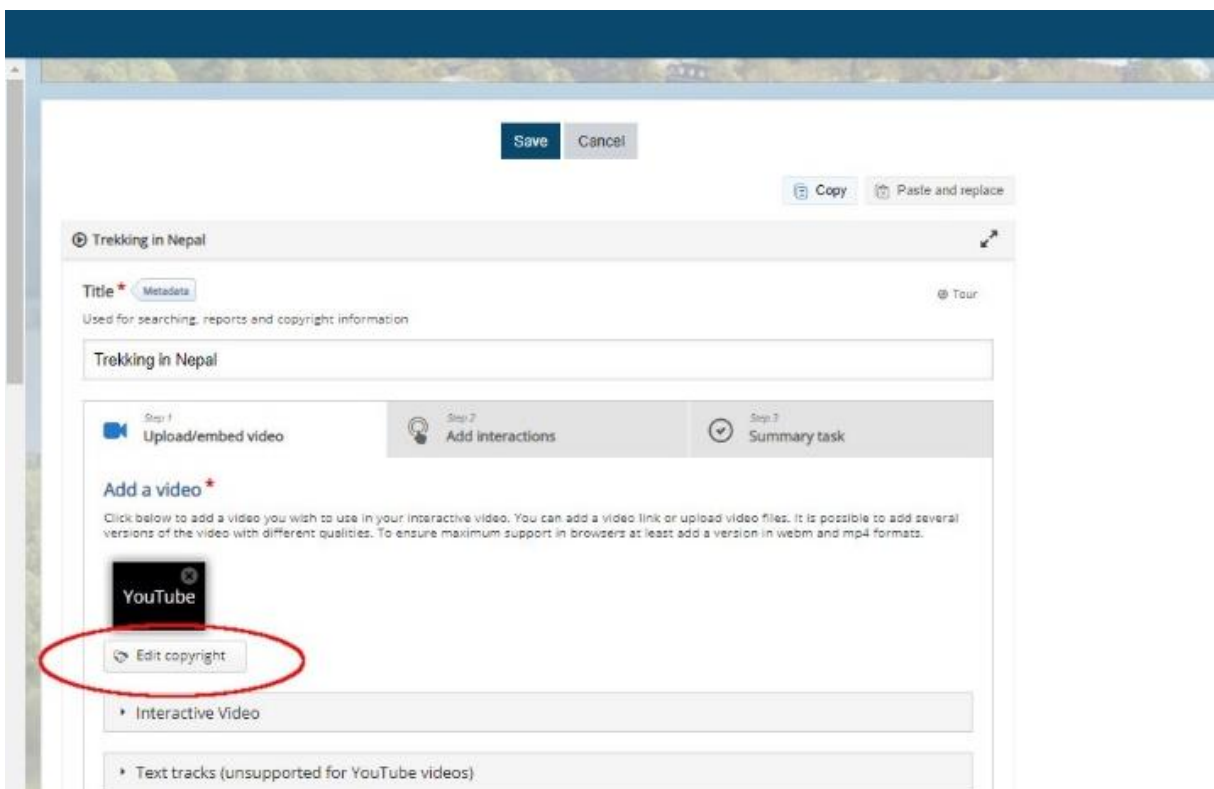 Save Cancel
Copy Paste and replace
Trekking in Nepal
Title * Metadata
Tour
Used for searching, reports and copyright information
Trekking in Nepal
Step 1
Upload/embed video
Step 2
Add interactions
Step 3
Summary task
Add a video *
Click below to add a video you wish to use in your interactive video. You can add a video link or upload video files. It is possible to add several
versions of the video with different qualities. To ensure maximum support in browsers at least add a version in webm and mp4 formats.
YouTube
Edit copyright
Interactive Video
Text tracks (unsupported for YouTube videos)